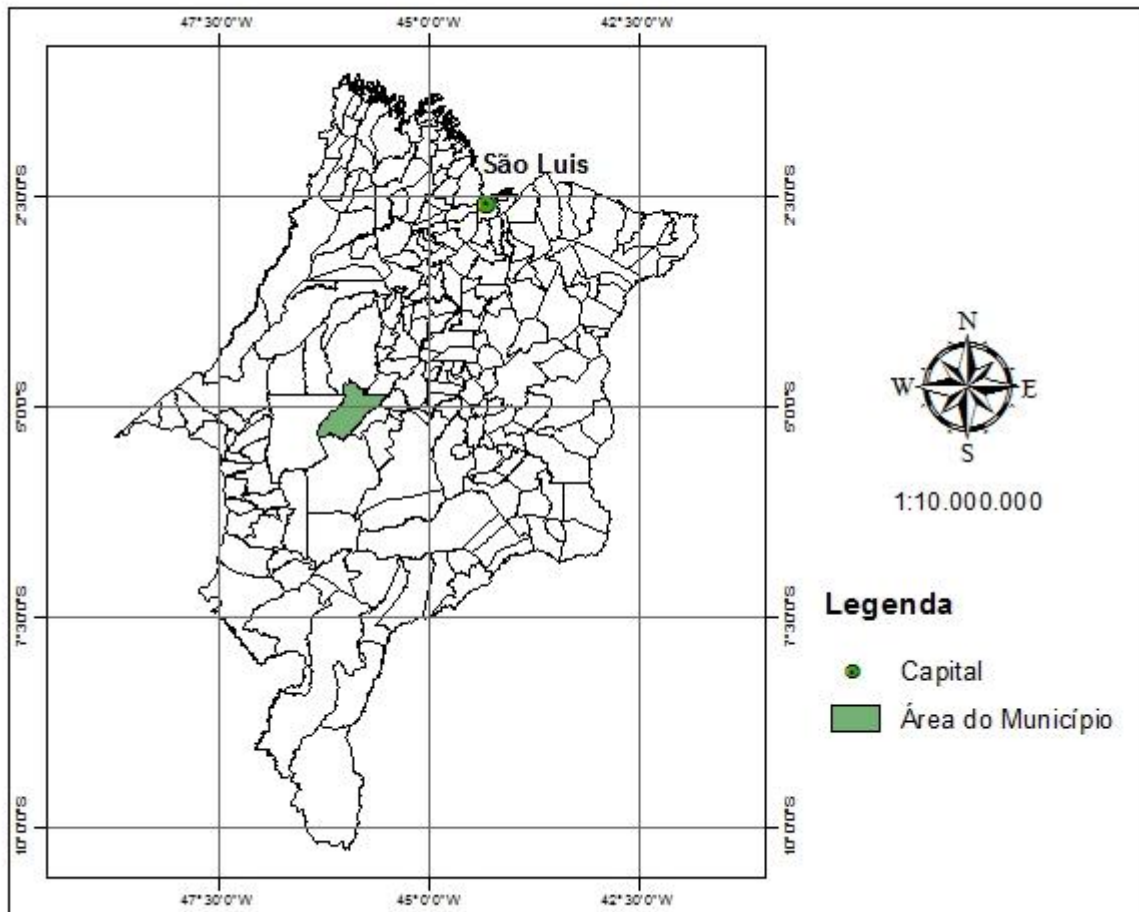 47°30'0"W 45°0'0"W 42°30'0"W
São Luis
2°30'0"S 2°30'0"S
5°0'0"S 5°0'0"S
7°30'0"S 7°30'0"S
10°0'0"S 10°0'0"S
47°30'0"W 45°0'0"W 42°30'0"W
N
W E
S
1:10.000.000
Legenda
Capital
Área do Município